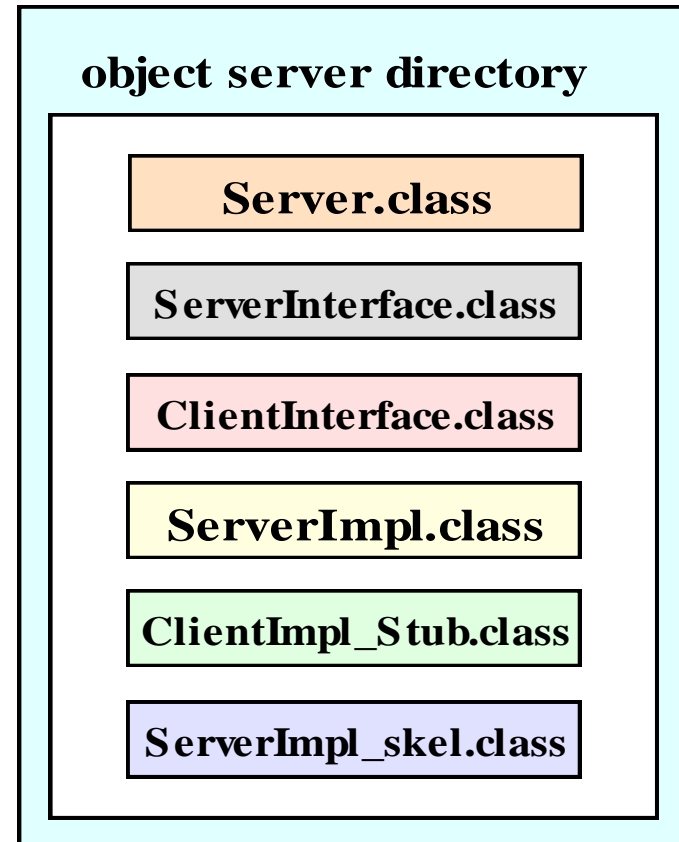 object server directory
Server.class
ServerInterface.class
ClientInterface.class
ServerImpl.class
ClientImpl_Stub.class
ServerImpl_skel.class